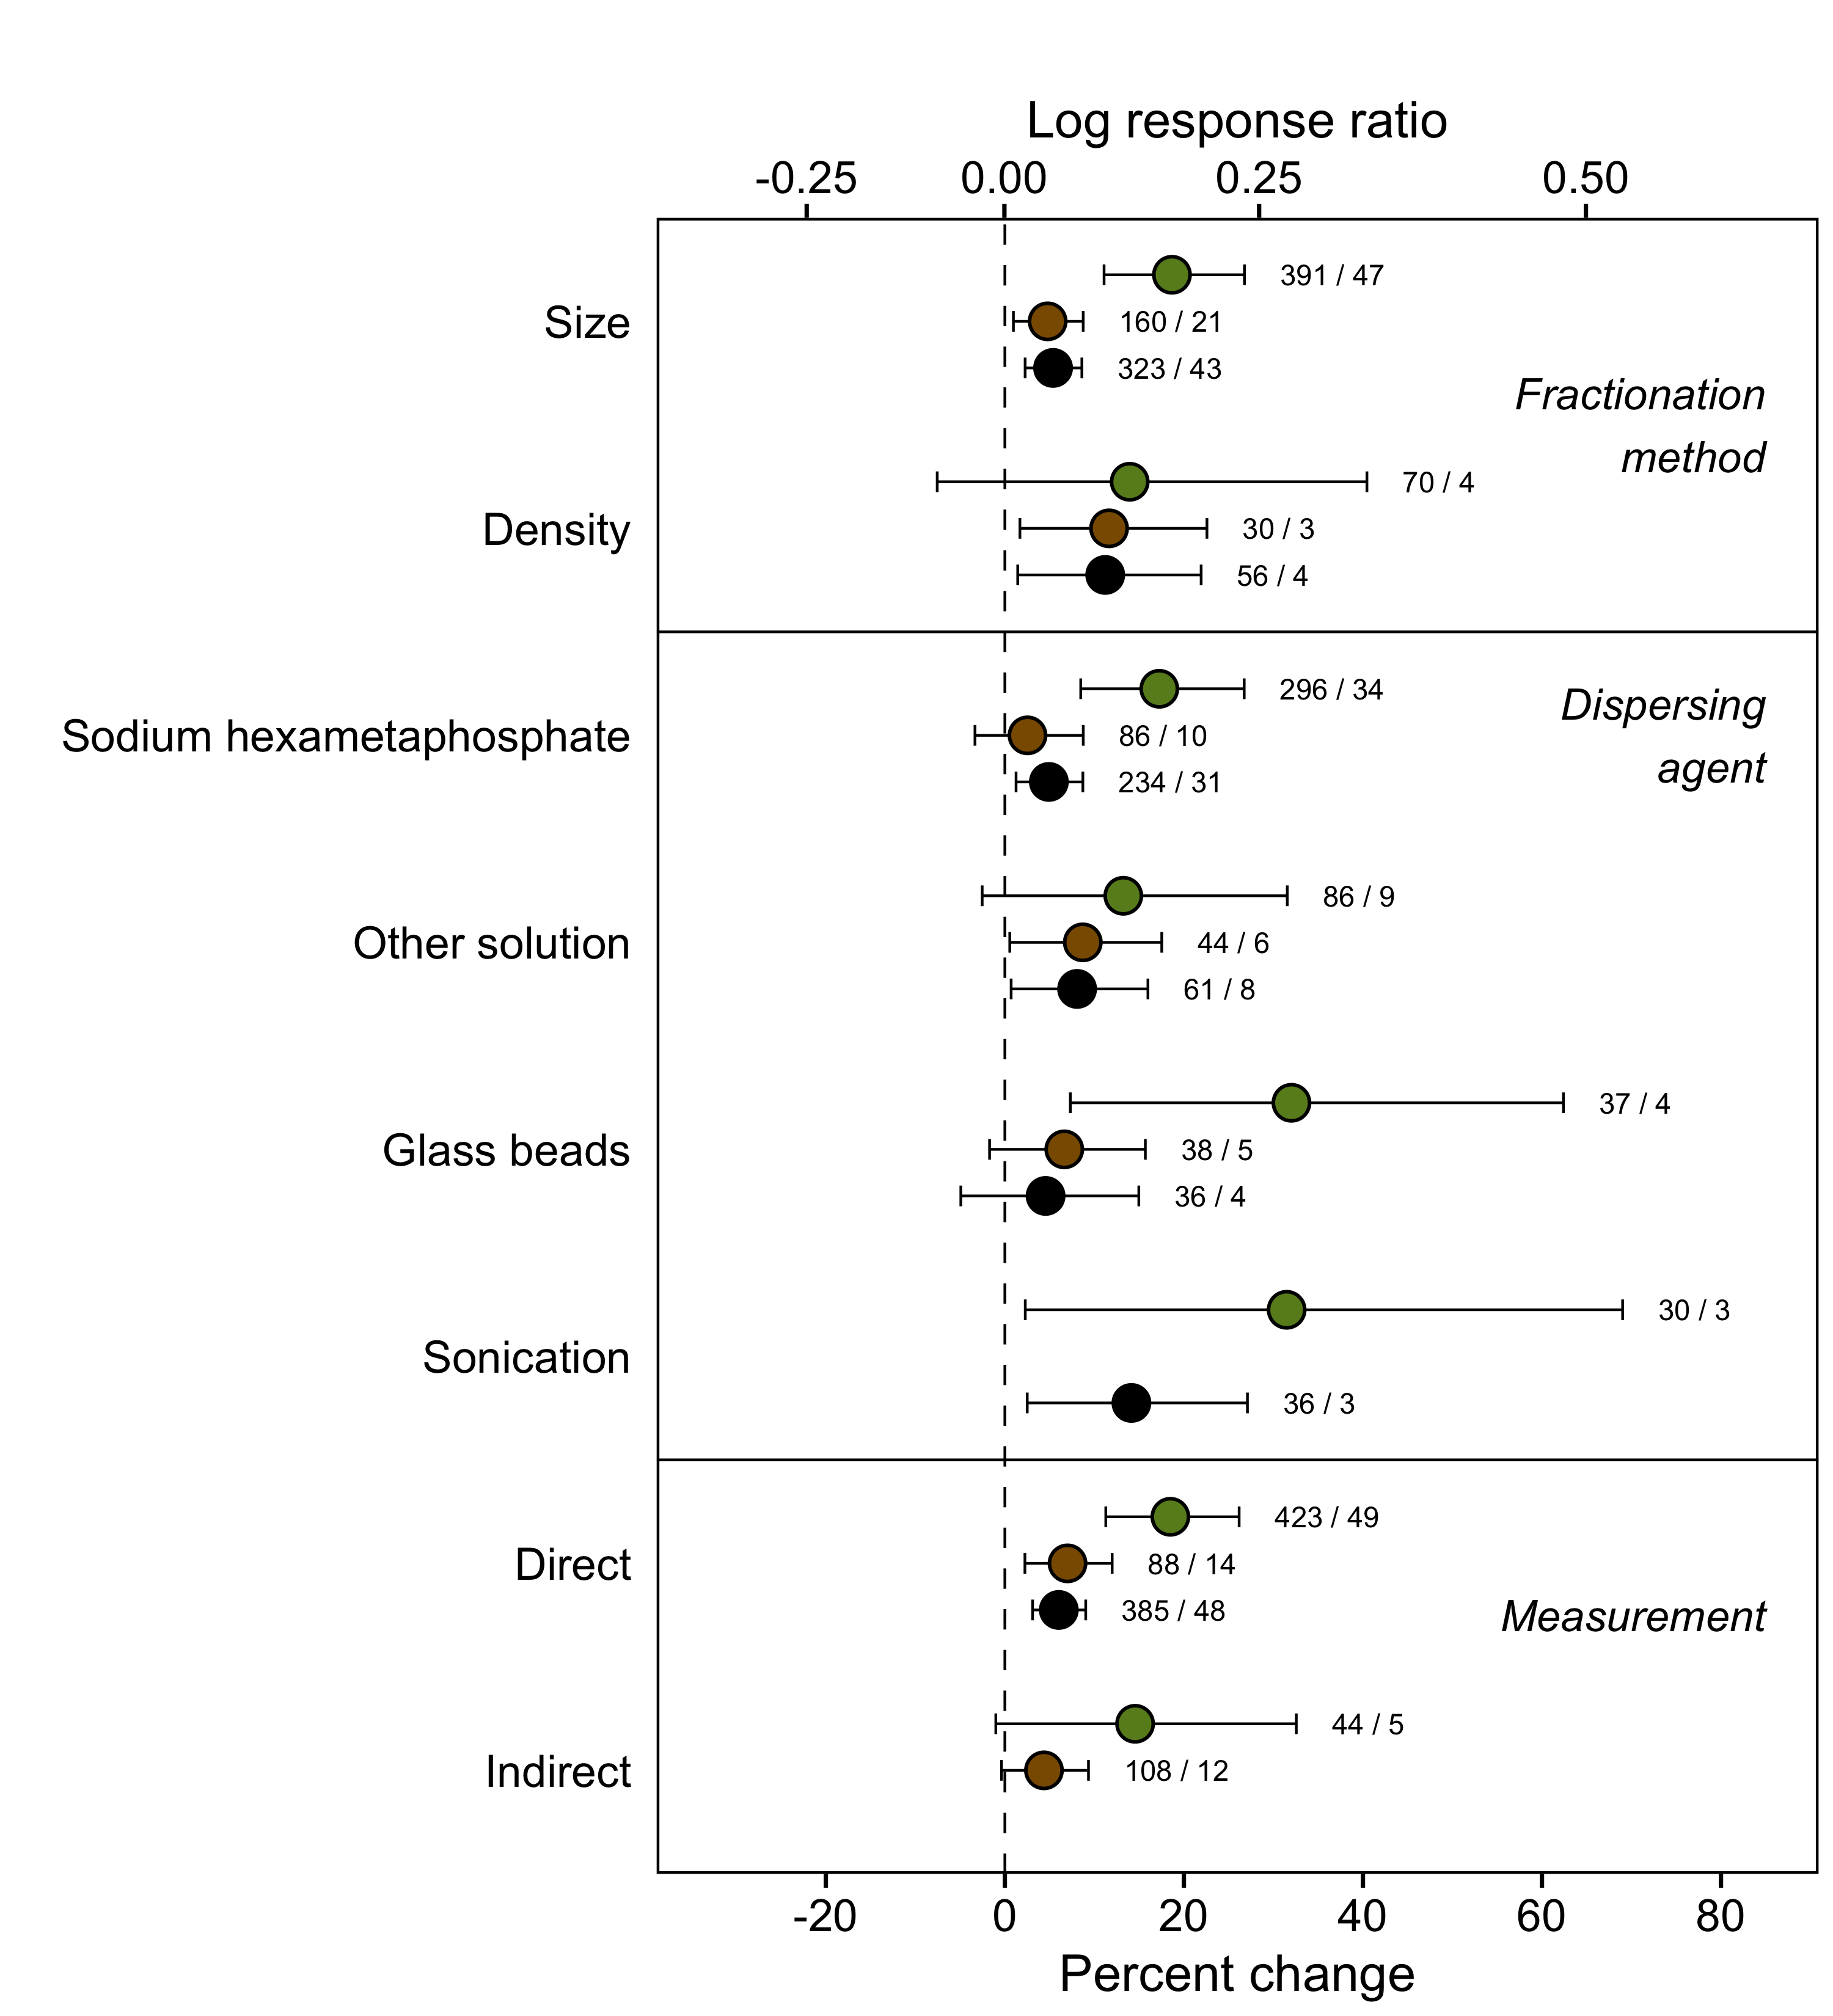 Log response ratio
-0.25 0.00 0.25 0.50
391 / 47
Size
160 / 21
323 / 43
Fractionation
method
70 / 4
Density
30 / 3
56 / 4
Dispersing
agent
296 / 34
Sodium hexametaphosphate
86 / 10
234 / 31
86 / 9
Other solution
44 / 6
61 / 8
37 / 4
Glass beads
38 / 5
36 / 4
30 / 3
Sonication
36 / 3
423 / 49
Direct
88 / 14
385 / 48
Measurement
44 / 5
Indirect
108 / 12
-20 0 20 40 60 80
Percent change